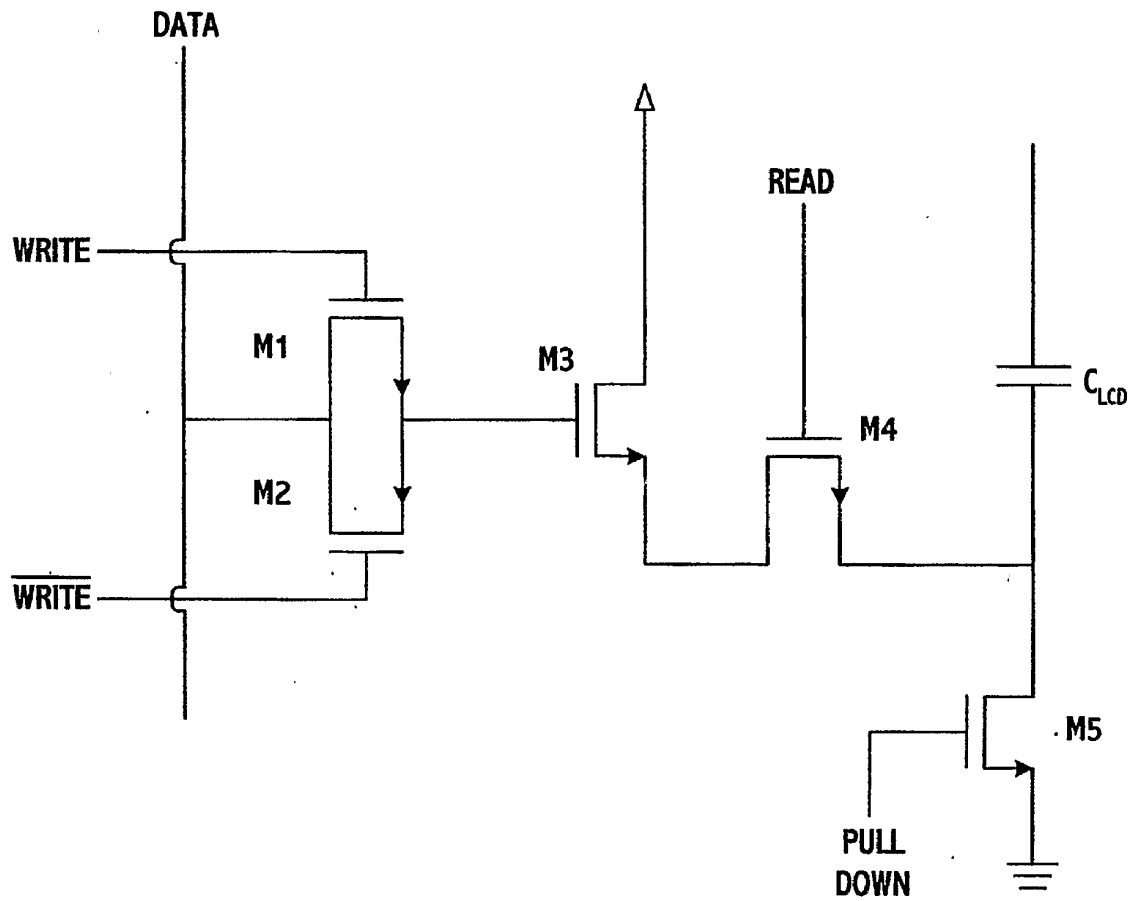 DATA
READ
WRITE
M1
M3
C_LCD
M4
M2
WRITE
M5
PULL
DOWN